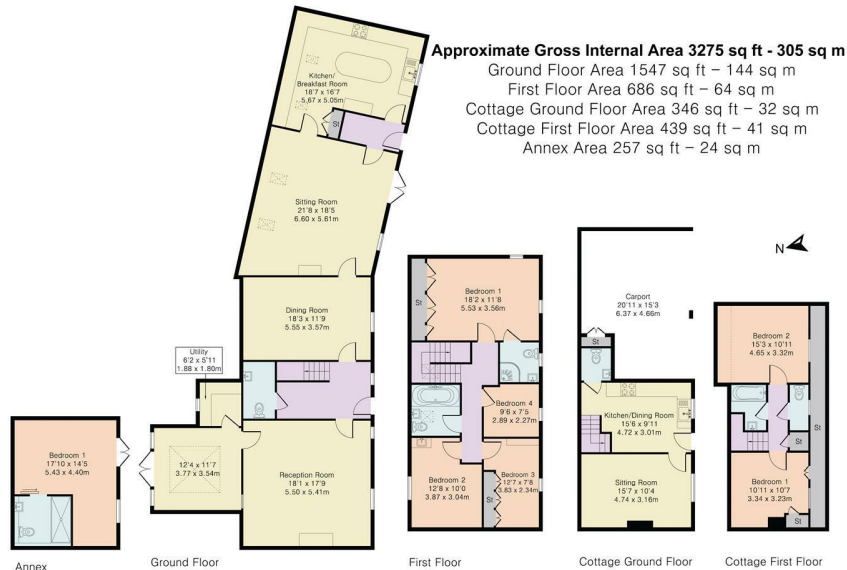 Approximate Gross Internal Area 3275 sq ft - 305 sq m
Ground Floor Area 1547 sq ft – 144 sq m
First Floor Area 686 sq ft – 64 sq m
Cottage Ground Floor Area 346 sq ft – 32 sq m
Cottage First Floor Area 439 sq ft – 41 sq m
Annex Area 257 sq ft – 24 sq m
Kitchen/
Breakfast Room
18'7 x 16'7
5.67 x 5.05m
St
Sitting Room
21'8 x 18'5
6.60 x 5.61m
Dining Room
18'3 x 11'9
5.55 x 3.57m
Utility
6'2 x 5'11
1.88 x 1.80m
12'4 x 11'7
3.77 x 3.54m
Reception Room
18'1 x 17'9
5.50 x 5.41m
Bedroom 1
17'10 x 14'5
5.43 x 4.40m
Annex
Ground Floor
St
Bedroom 1
18'2 x 11'8
5.53 x 3.56m
Bedroom 4
9'6 x 7'5
2.89 x 2.27m
Bedroom 2
12'8 x 10'0
3.87 x 3.04m
St
Bedroom 3
12'7 x 7'8
3.83 x 2.34m
First Floor
N
Carport
20'11 x 15'3
6.37 x 4.66m
St
Kitchen/Dining Room
15'6 x 9'11
4.72 x 3.01m
Sitting Room
15'7 x 10'4
4.74 x 3.16m
Cottage Ground Floor
Bedroom 2
15'3 x 10'11
4.65 x 3.32m
St
St
Bedroom 1
10'11 x 10'7
3.34 x 3.23m
St
Cottage First Floor